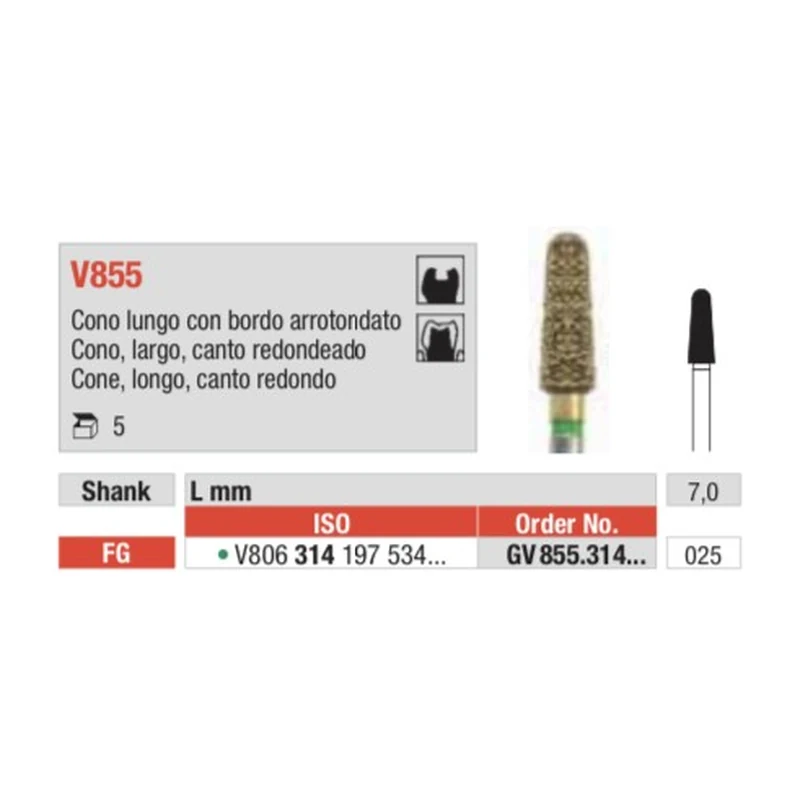 V855
Cono lungo con bordo arrotondato
Cono, largo, canto redondeado
Cone, longo, canto redondo
5
Shank L mm 7,0
ISO Order No.
FG • V806 314 197 534... GV 855.314... 025